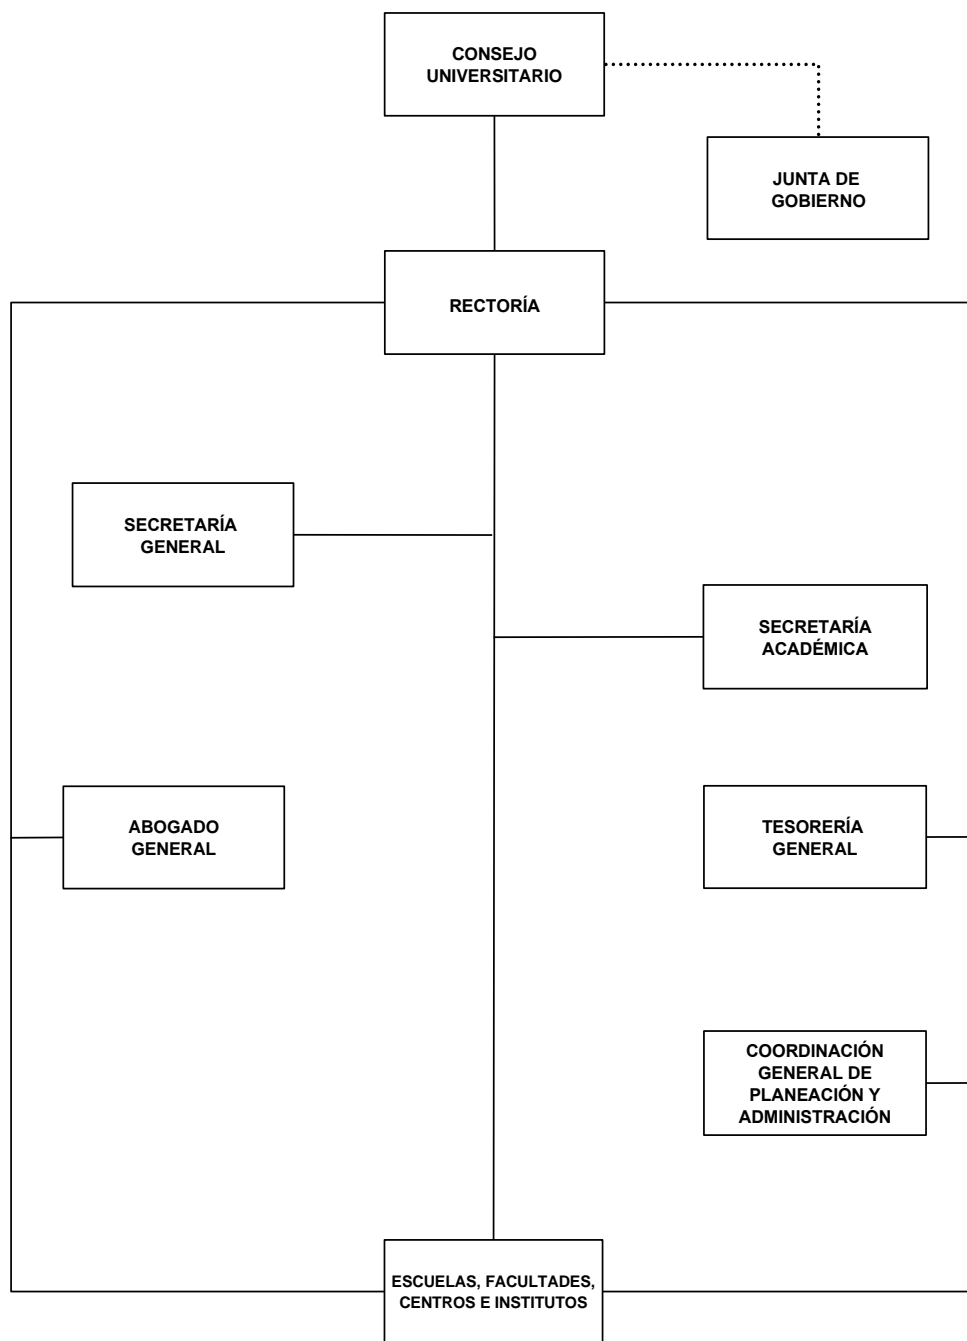 CONSEJO
UNIVERSITARIO
JUNTA DE
GOBIERNO
RECTORÍA
SECRETARÍA
GENERAL
SECRETARÍA
ACADÉMICA
ABOGADO
GENERAL
TESORERÍA
GENERAL
COORDINACIÓN
GENERAL DE
PLANEACIÓN Y
ADMINISTRACIÓN
ESCUELAS, FACULTADES,
CENTROS E INSTITUTOS